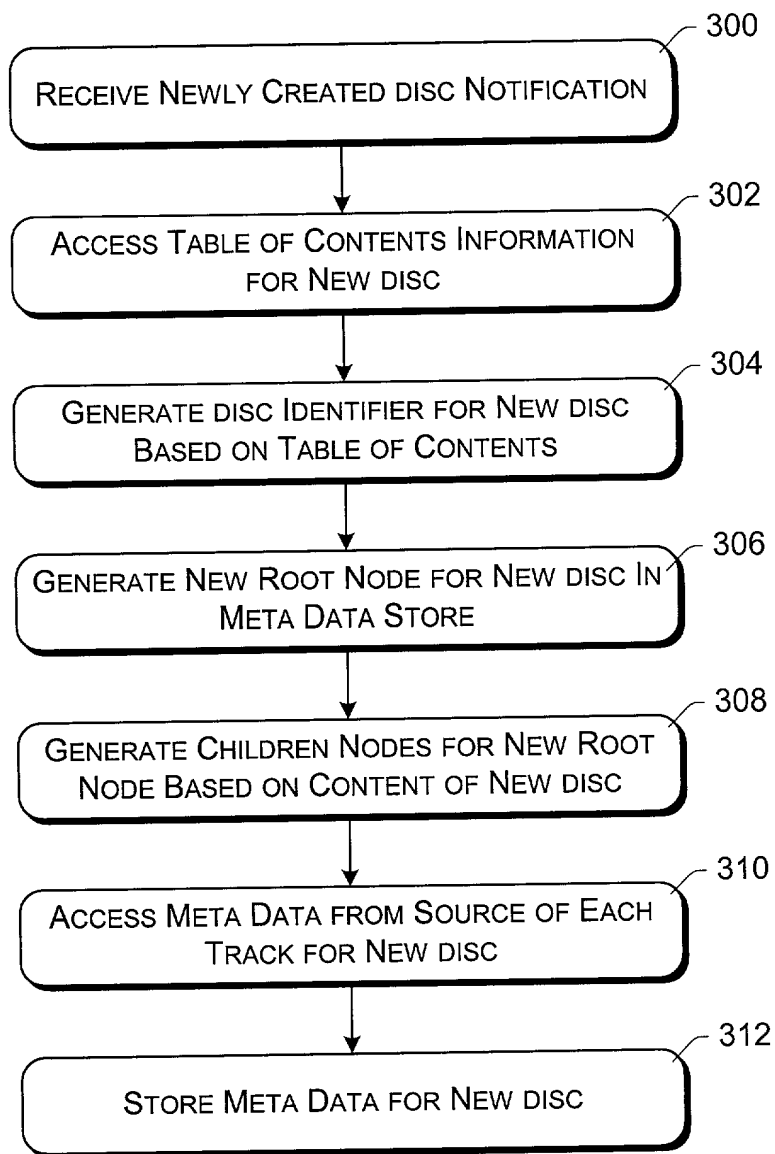 300
RECEIVE NEWLY CREATED DISC NOTIFICATION
302
ACCESS TABLE OF CONTENTS INFORMATION
FOR NEW DISC
304
GENERATE DISC IDENTIFIER FOR NEW DISC
BASED ON TABLE OF CONTENTS
306
GENERATE NEW ROOT NODE FOR NEW DISC IN
META DATA STORE
308
GENERATE CHILDREN NODES FOR NEW ROOT
NODE BASED ON CONTENT OF NEW DISC
310
ACCESS META DATA FROM SOURCE OF EACH
TRACK FOR NEW DISC
312
STORE META DATA FOR NEW DISC